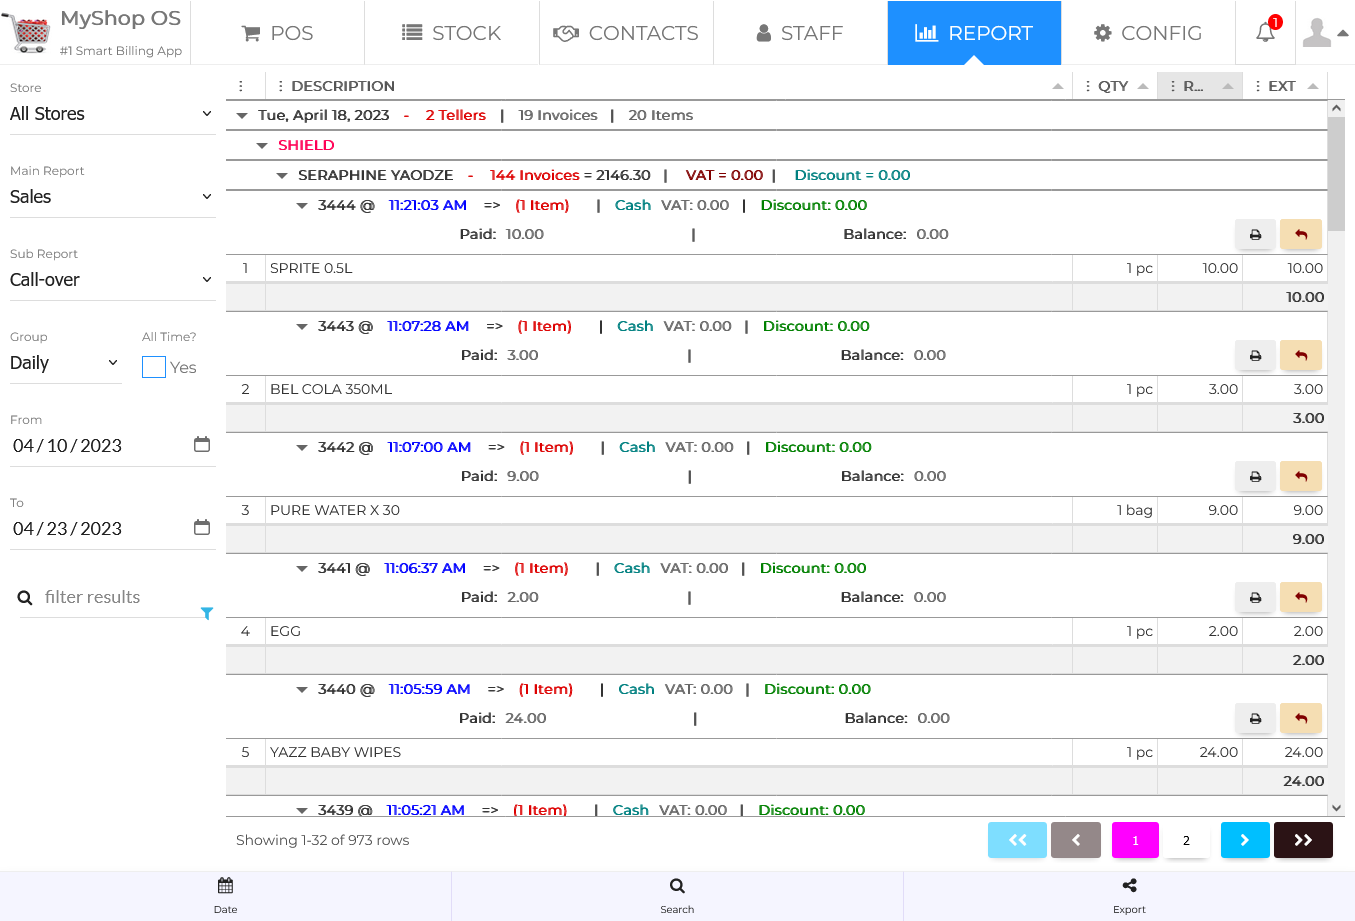 MyShop OS
#1 Smart Billing App
POS
STOCK
CONTACTS
STAFF
REPORT
CONFIG
1
Store
All Stores
Main Report
Sales
Sub Report
Call-over
Group
All Time?
Daily
Yes
From
04/10/2023
To
04/23/2023
filter results
DESCRIPTION QTY R... EXT
Tue, April 18, 2023 - 2 Tellers | 19 Invoices | 20 Items
SHIELD
SERAPHINE YAODZE - 144 Invoices = 2146.30 | VAT = 0.00 | Discount = 0.00
3444 @ 11:21:03 AM => (1 Item) | Cash VAT: 0.00 | Discount: 0.00
Paid: 10.00 | Balance: 0.00
1 SPRITE 0.5L 1 pc 10.00 10.00
10.00
3443 @ 11:07:28 AM => (1 Item) | Cash VAT: 0.00 | Discount: 0.00
Paid: 3.00 | Balance: 0.00
2 BEL COLA 350ML 1 pc 3.00 3.00
3.00
3442 @ 11:07:00 AM => (1 Item) | Cash VAT: 0.00 | Discount: 0.00
Paid: 9.00 | Balance: 0.00
3 PURE WATER X 30 1 bag 9.00 9.00
9.00
3441 @ 11:06:37 AM => (1 Item) | Cash VAT: 0.00 | Discount: 0.00
Paid: 2.00 | Balance: 0.00
4 EGG 1 pc 2.00 2.00
2.00
3440 @ 11:05:59 AM => (1 Item) | Cash VAT: 0.00 | Discount: 0.00
Paid: 24.00 | Balance: 0.00
5 YAZZ BABY WIPES 1 pc 24.00 24.00
24.00
3439 @ 11:05:21 AM => (1 Item) | Cash VAT: 0.00 | Discount: 0.00
Showing 1-32 of 973 rows
1 2
Date
Search
Export